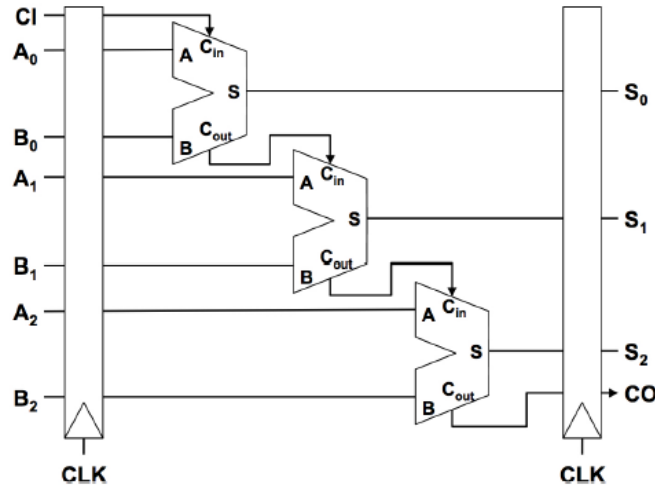 CI
A₀
A
Cin
S
S₀
B₀
B
Cout
A₁
A
Cin
S
S₁
B₁
B
Cout
A₂
A
Cin
S
S₂
B₂
B
Cout
CO
CLK
CLK